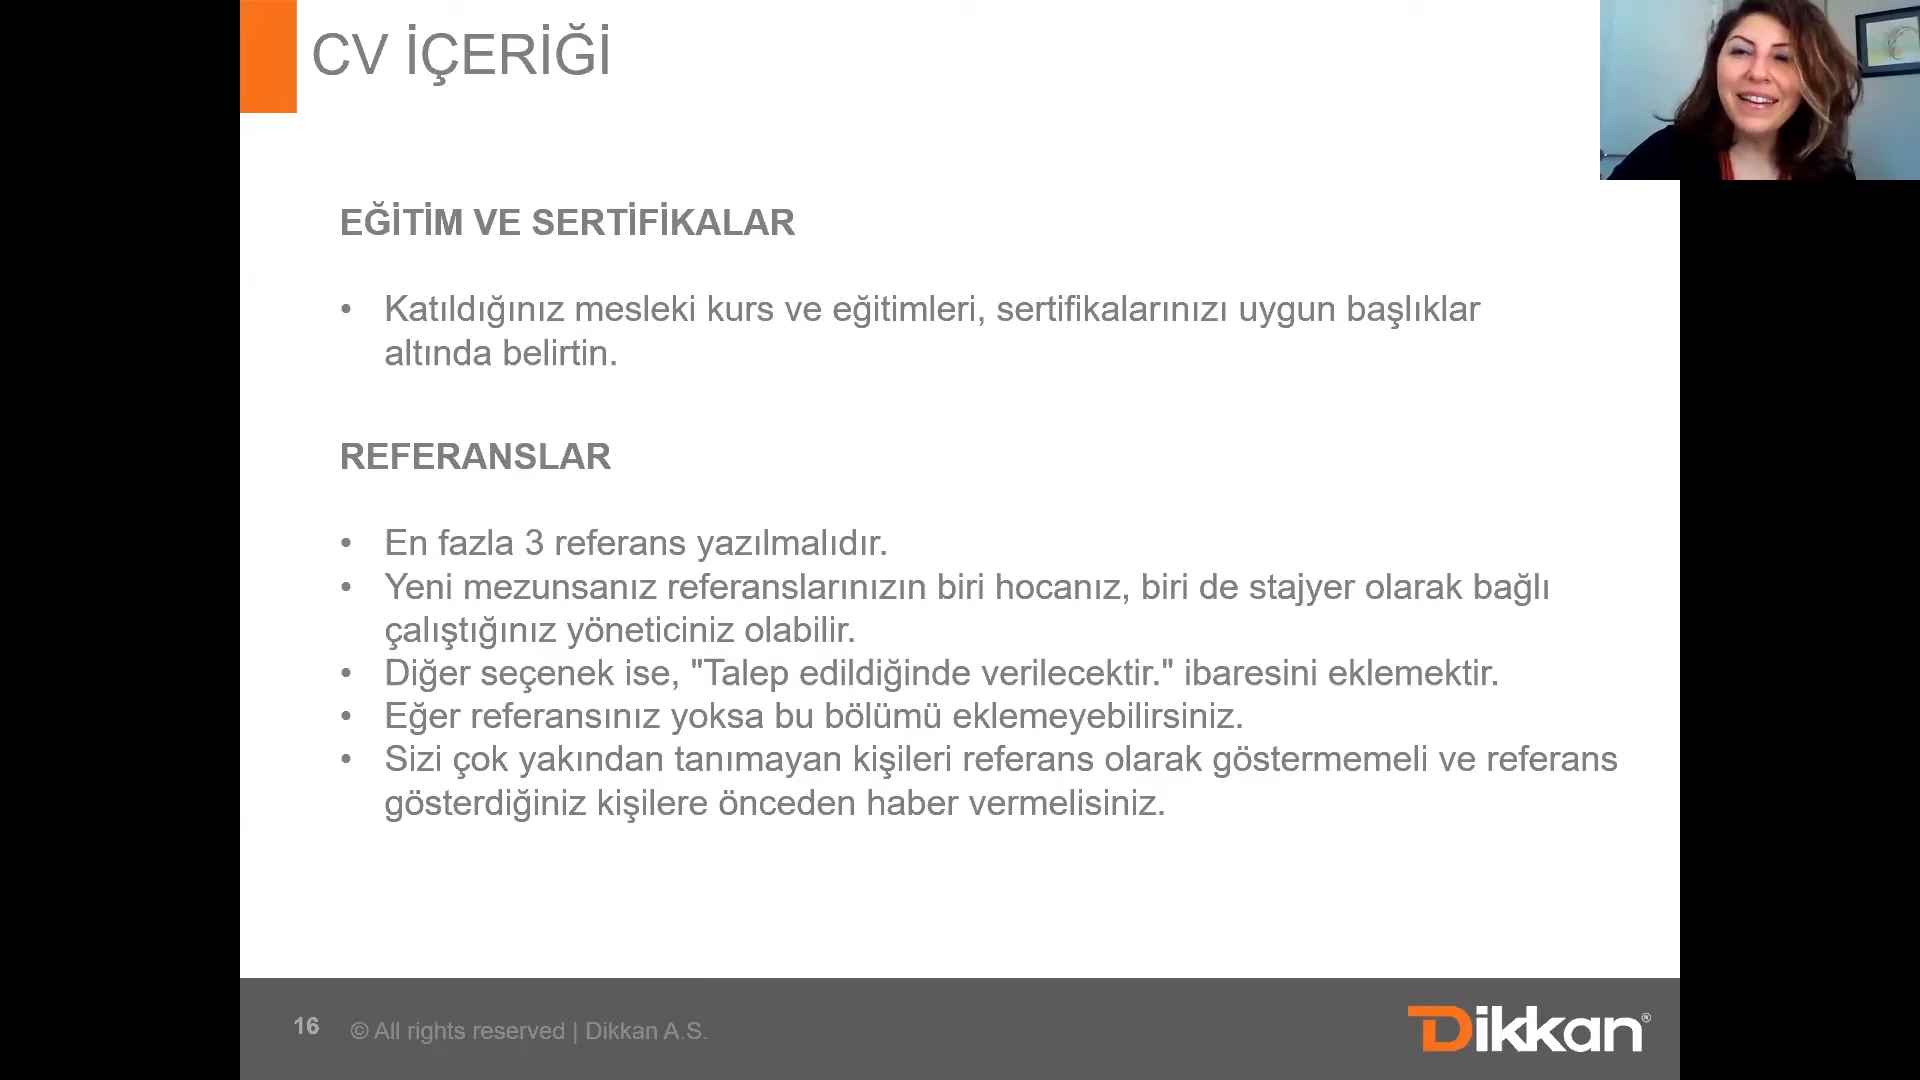 CV İÇERİĞİ
EĞİTİM VE SERTİFİKALAR
• Katıldığınız mesleki kurs ve eğitimleri, sertifikalarınızı uygun başlıklar
altında belirtin.
REFERANSLAR
• En fazla 3 referans yazılmalıdır.
• Yeni mezunsanız referanslarınızın biri hocanız, biri de stajyer olarak bağlı
çalıştığınız yöneticiniz olabilir.
• Diğer seçenek ise, "Talep edildiğinde verilecektir." ibaresini eklemektir.
• Eğer referansınız yoksa bu bölümü eklemeyebilirsiniz.
• Sizi çok yakından tanımayan kişileri referans olarak göstermemeli ve referans
gösterdiğiniz kişilere önceden haber vermelisiniz.
16 © All rights reserved | Dikkan A.S.
Dikkan®